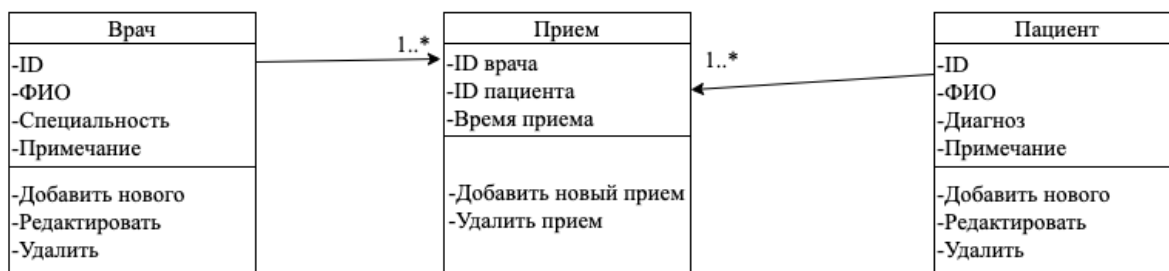 Врач
-ID
-ФИО
-Специальность
-Примечание
-Добавить нового
-Редактировать
-Удалить
1..*
Прием
-ID врача
-ID пациента
-Время приема
-Добавить новый прием
-Удалить прием
1..*
Пациент
-ID
-ФИО
-Диагноз
-Примечание
-Добавить нового
-Редактировать
-Удалить